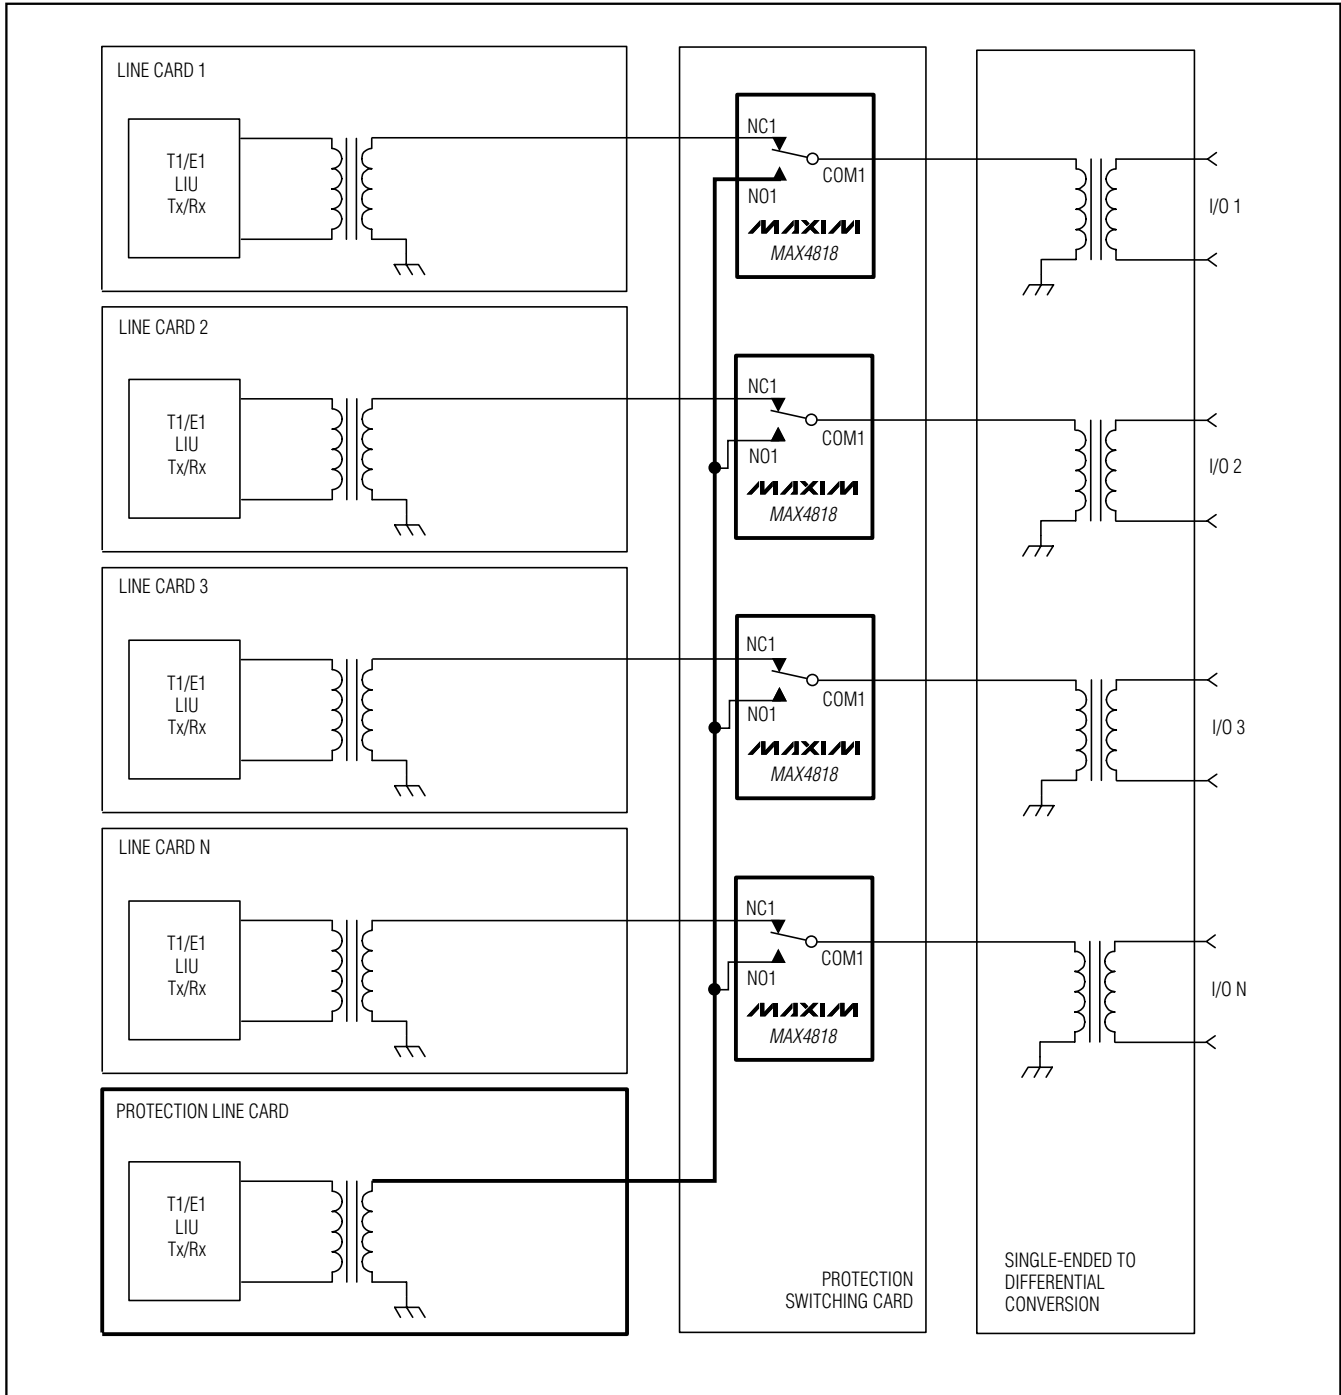 LINE CARD 1
T1/E1
LIU
Tx/Rx
NC1
COM1
NO1
MAXIM
MAX4818
I/O 1
LINE CARD 2
T1/E1
LIU
Tx/Rx
NC1
COM1
NO1
MAXIM
MAX4818
I/O 2
LINE CARD 3
T1/E1
LIU
Tx/Rx
NC1
COM1
NO1
MAXIM
MAX4818
I/O 3
LINE CARD N
T1/E1
LIU
Tx/Rx
NC1
COM1
NO1
MAXIM
MAX4818
I/O N
PROTECTION LINE CARD
T1/E1
LIU
Tx/Rx
PROTECTION
SWITCHING CARD
SINGLE-ENDED TO
DIFFERENTIAL
CONVERSION